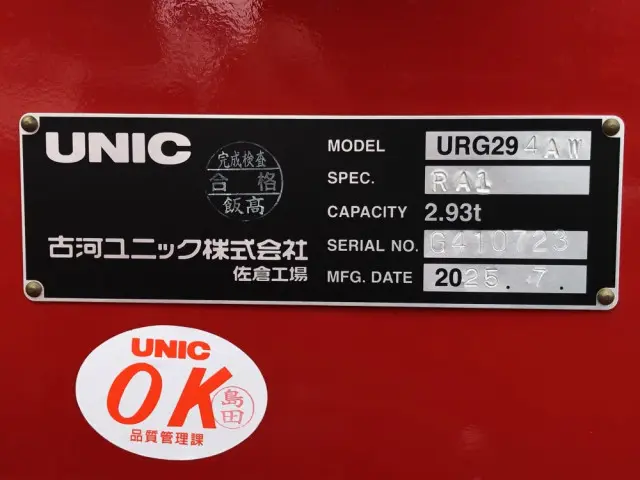 UNIC
完成検査
合格
飯高
古河ユニック株式会社
佐倉工場
MODEL URG294AW
SPEC. RA1
CAPACITY 2.93t
SERIAL NO. G410723
MFG. DATE 2025.7.
UNIC
OK
島田
品質管理課